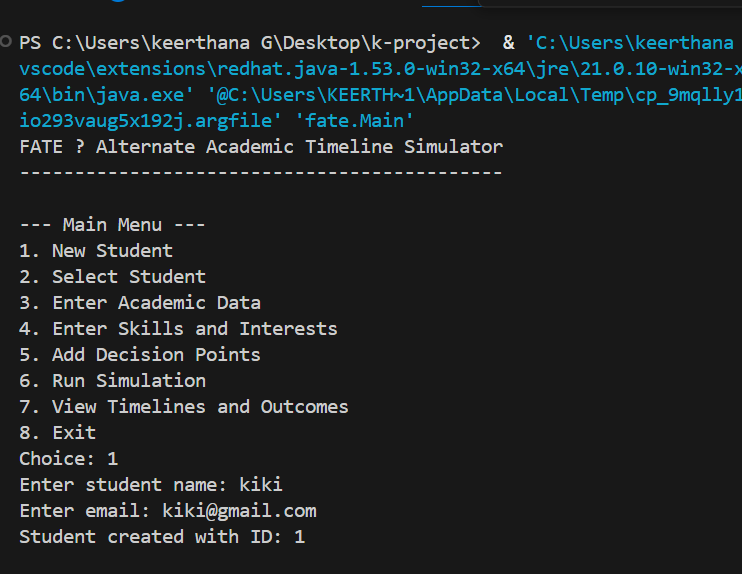 PS C:\Users\keerthana G\Desktop\k-project>  & 'C:\Users\keerthana
vscode\extensions\redhat.java-1.53.0-win32-x64\jre\21.0.10-win32-x
64\bin\java.exe' '@C:\Users\KEERTH~1\AppData\Local\Temp\cp_9mqlly1
io293vaug5x192j.argfile' 'fate.Main'
FATE ? Alternate Academic Timeline Simulator
--------------------------------------------
--- Main Menu ---
1. New Student
2. Select Student
3. Enter Academic Data
4. Enter Skills and Interests
5. Add Decision Points
6. Run Simulation
7. View Timelines and Outcomes
8. Exit
Choice: 1
Enter student name: kiki
Enter email: kiki@gmail.com
Student created with ID: 1